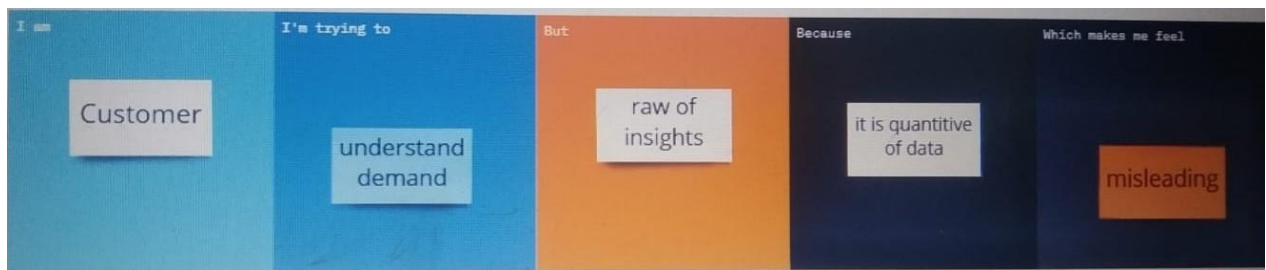 I am
Customer
I'm trying to
understand
demand
But
raw of
insights
Because
it is quantitive
of data
Which makes me feel
misleading